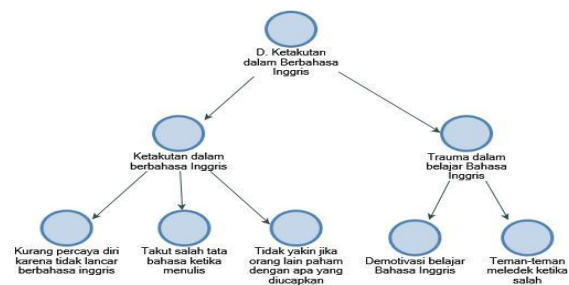 D. Ketakutan
dalam Berbahasa
Inggris
Ketakutan dalam
berbahasa Inggris
Trauma dalam
belajar Bahasa
Inggris
Kurang percaya diri
karena tidak lancar
berbahasa inggris
Takut salah tata
bahasa ketika
menulis
Tidak yakin jika
orang lain paham
dengan apa yang
diucapkan
Demotivasi belajar
Bahasa Inggris
Teman-teman
meledek ketika
salah